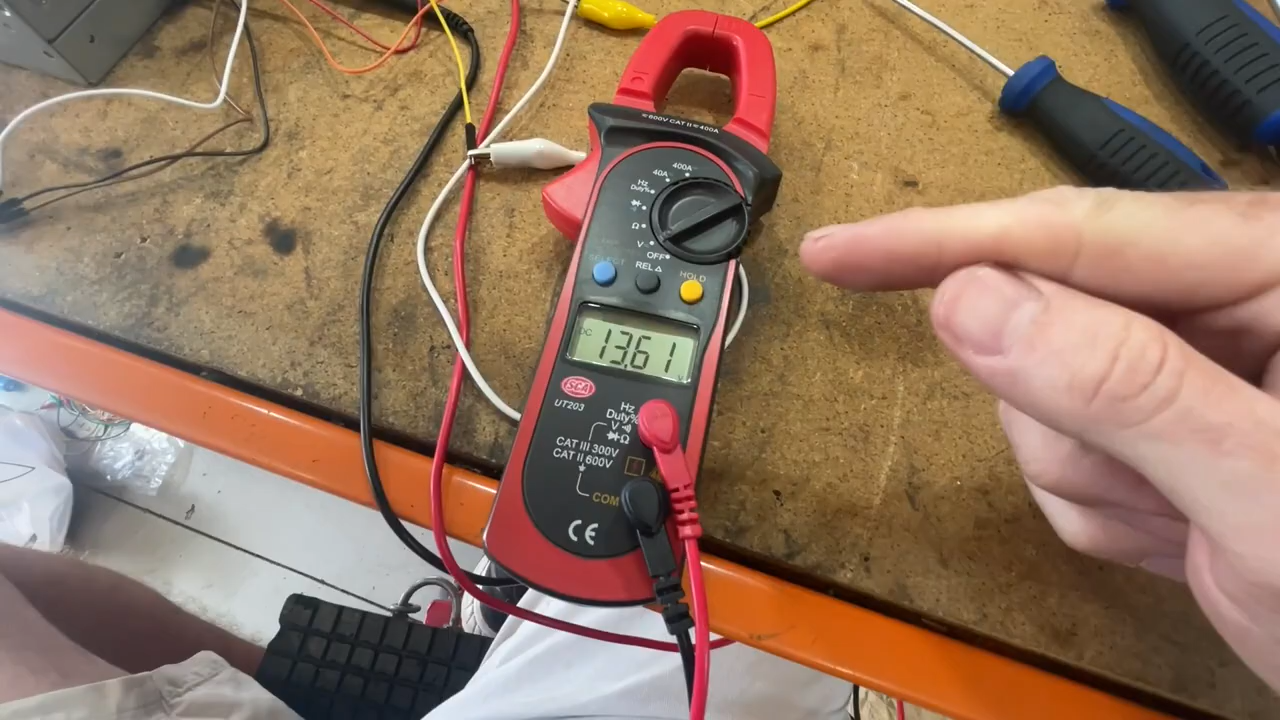 ≂600V CAT II ≂400A
400A~
40A~
Hz
Duty%
Ω
V~
OFF
SELECT
REL Δ
HOLD
DC
13.61
V
SCA
UT203
Hz
Duty%
V
Ω
CAT III 300V
CAT II 600V
COM
CE